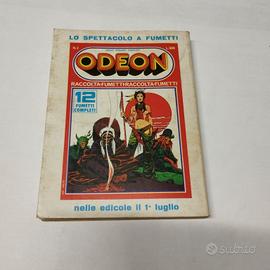 LO SPETTACOLO A FUMETTI
ODEON
RACCOLTA-FUMETTI RACCOLTA-FUMETTI
12
FUMETTI
COMPLETI
nelle edicole il 1° luglio
Subito